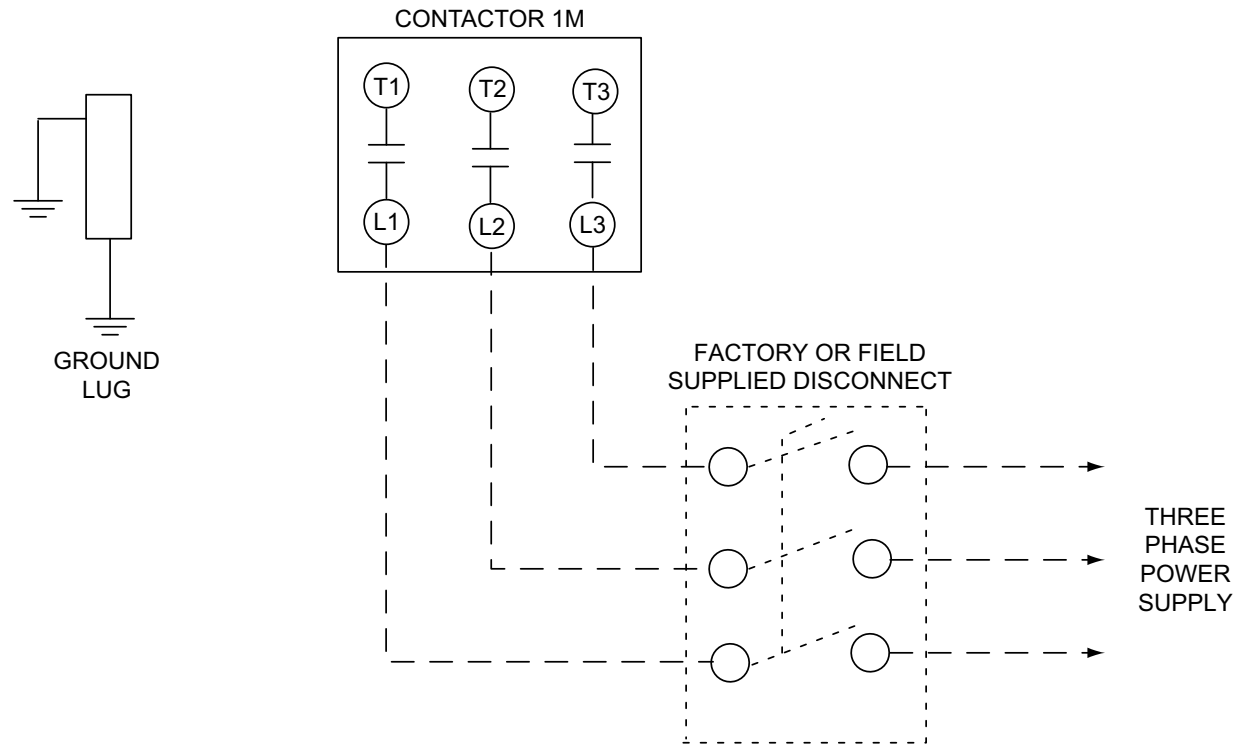 CONTACTOR 1M
T1
T2
T3
L1
L2
L3
GROUND
LUG
FACTORY OR FIELD
SUPPLIED DISCONNECT
THREE
PHASE
POWER
SUPPLY